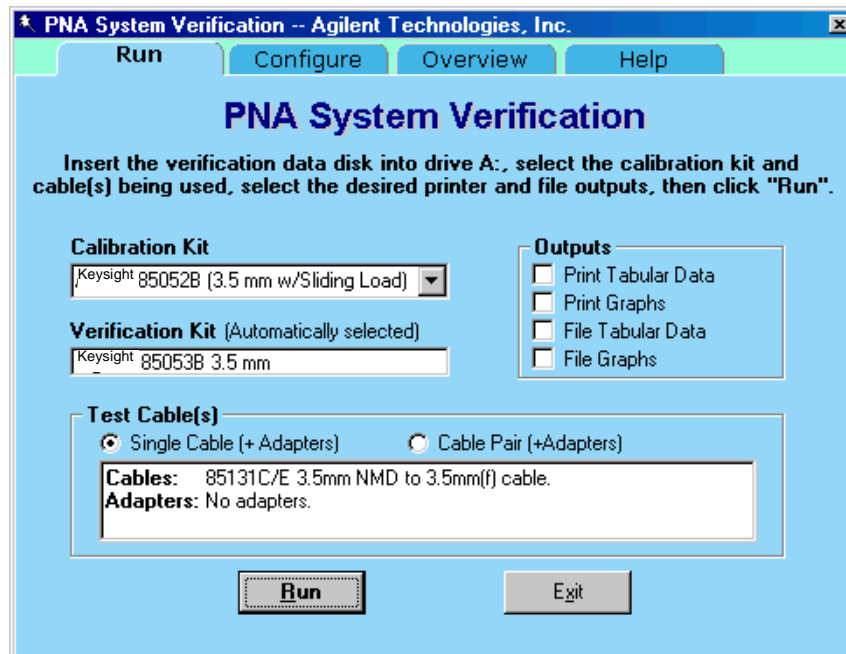 PNA System Verification -- Agilent Technologies, Inc.
Run
Configure
Overview
Help
PNA System Verification
Insert the verification data disk into drive A:, select the calibration kit and
cable(s) being used, select the desired printer and file outputs, then click "Run".
Calibration Kit
Keysight 85052B (3.5 mm w/Sliding Load)
Verification Kit (Automatically selected)
Keysight 85053B 3.5 mm
Outputs
Print Tabular Data
Print Graphs
File Tabular Data
File Graphs
Test Cable(s)
Single Cable (+ Adapters)
Cable Pair (+Adapters)
Cables: 85131C/E 3.5mm NMD to 3.5mm(f) cable.
Adapters: No adapters.
Run
Exit